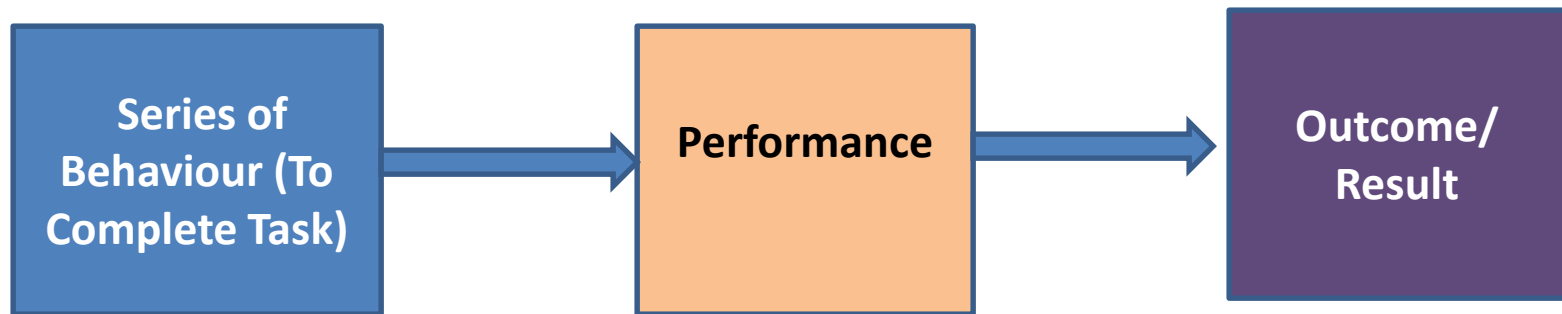 Series of
Behaviour (To
Complete Task)
Performance
Outcome/
Result